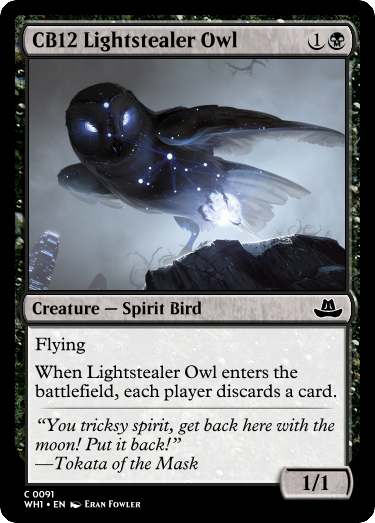 CB12 Lightstealer Owl 1
Creature — Spirit Bird
Flying
When Lightstealer Owl enters the
battlefield, each player discards a card.
“You tricksy spirit, get back here with the
moon! Put it back!”
—Tokata of the Mask
1/1
C 0091
WH1 • EN Eran Fowler